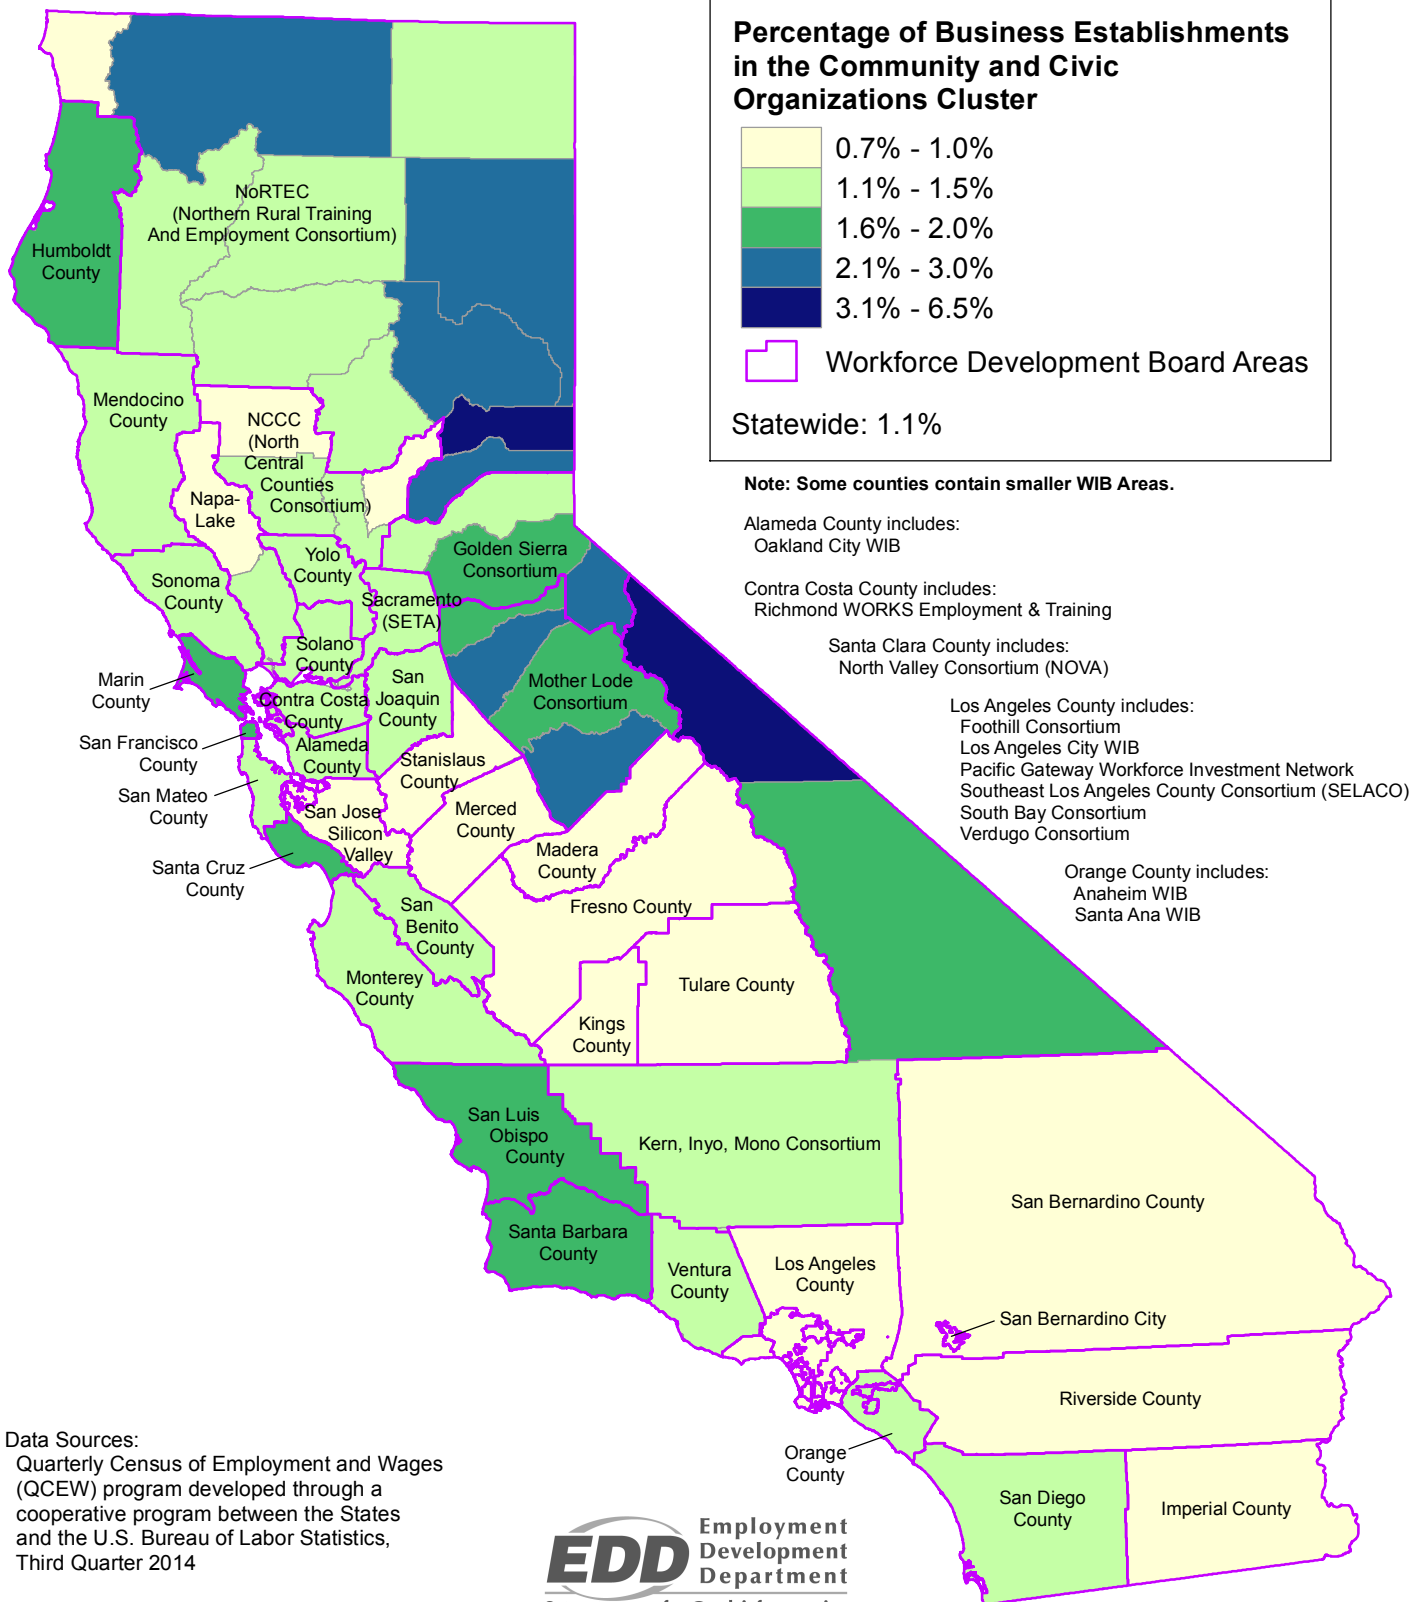 Percentage of Business Establishments
in the Community and Civic
Organizations Cluster
0.7% - 1.0%
1.1% - 1.5%
1.6% - 2.0%
2.1% - 3.0%
3.1% - 6.5%
Workforce Development Board Areas
Statewide: 1.1%
Note: Some counties contain smaller WIB Areas.
Alameda County includes:
Oakland City WIB
Contra Costa County includes:
Richmond WORKS Employment & Training
Santa Clara County includes:
North Valley Consortium (NOVA)
Los Angeles County includes:
Foothill Consortium
Los Angeles City WIB
Pacific Gateway Workforce Investment Network
Southeast Los Angeles County Consortium (SELACO)
South Bay Consortium
Verdugo Consortium
Orange County includes:
Anaheim WIB
Santa Ana WIB
NoRTEC
(Northern Rural Training
And Employment Consortium)
Humboldt
County
Mendocino
County
NCCC
(North
Central
Counties
Consortium)
Napa-
Lake
Yolo
County
Golden Sierra
Consortium
Sonoma
County
Sacramento
(SETA)
Solano
County
Marin
County
Contra Costa
County
San
Joaquin
County
Mother Lode
Consortium
San Francisco
County
Alameda
County
Stanislaus
County
San Mateo
County
San Jose
Silicon
Valley
Merced
County
Madera
County
Santa Cruz
County
San
Benito
County
Fresno County
Monterey
County
Tulare County
Kings
County
San Luis
Obispo
County
Kern, Inyo, Mono Consortium
San Bernardino County
Santa Barbara
County
Ventura
County
Los Angeles
County
San Bernardino City
Riverside County
Orange
County
San Diego
County
Imperial County
Data Sources:
Quarterly Census of Employment and Wages
(QCEW) program developed through a
cooperative program between the States
and the U.S. Bureau of Labor Statistics,
Third Quarter 2014
EDD
Employment
Development
Department